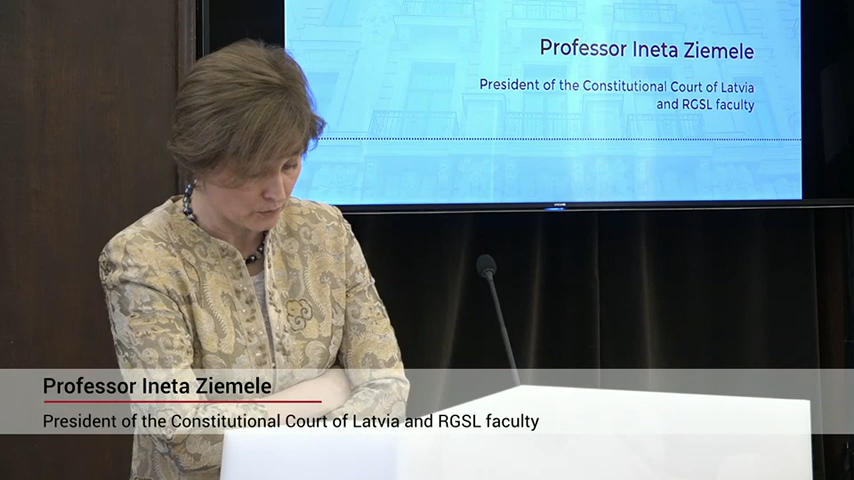 Professor Ineta Ziemele
President of the Constitutional Court of Latvia
and RGSL faculty
Professor Ineta Ziemele
President of the Constitutional Court of Latvia and RGSL faculty